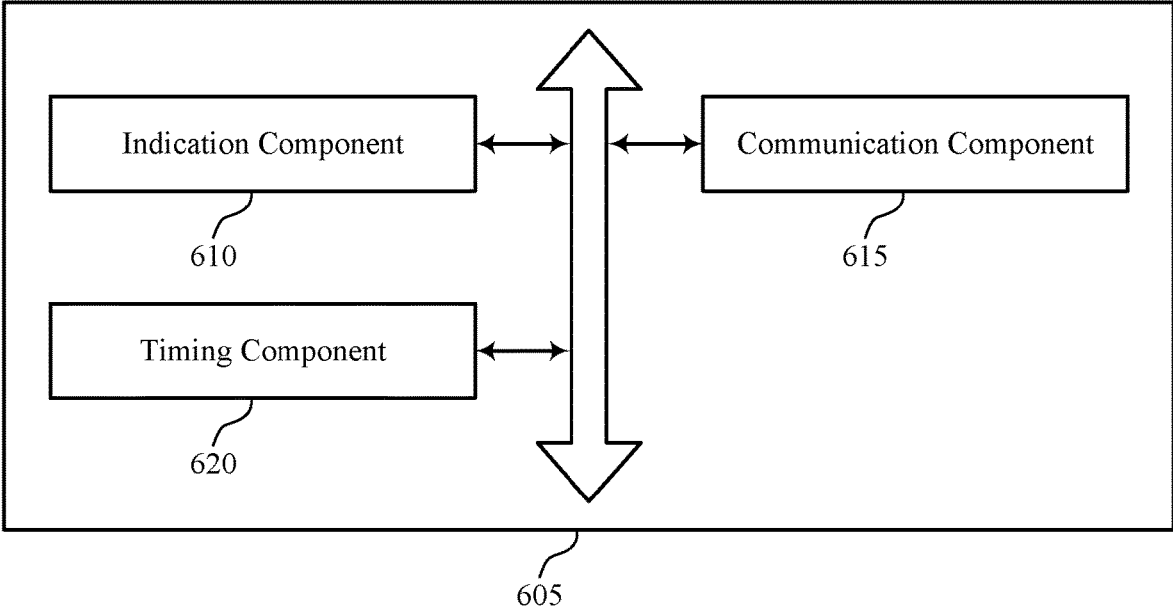 Indication Component
Communication Component
610
615
Timing Component
620
605